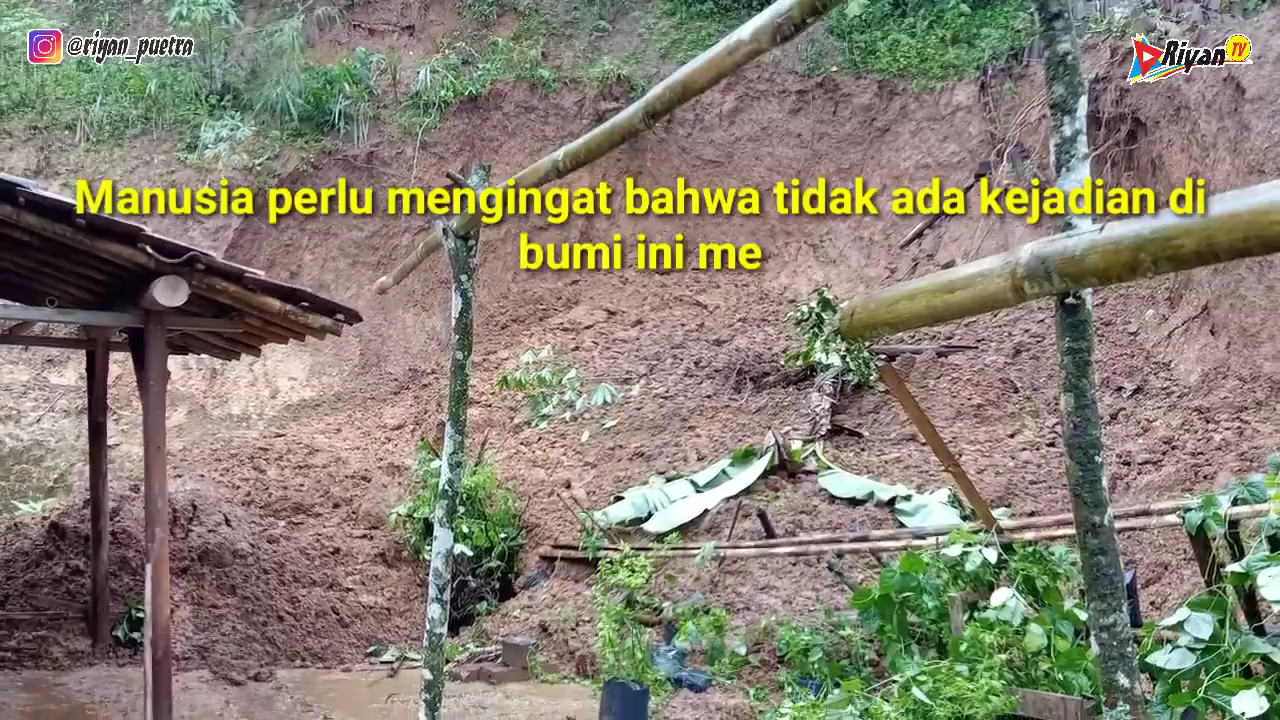 @riyan_puetra
Riyan TV
Manusia perlu mengingat bahwa tidak ada kejadian di
bumi ini me